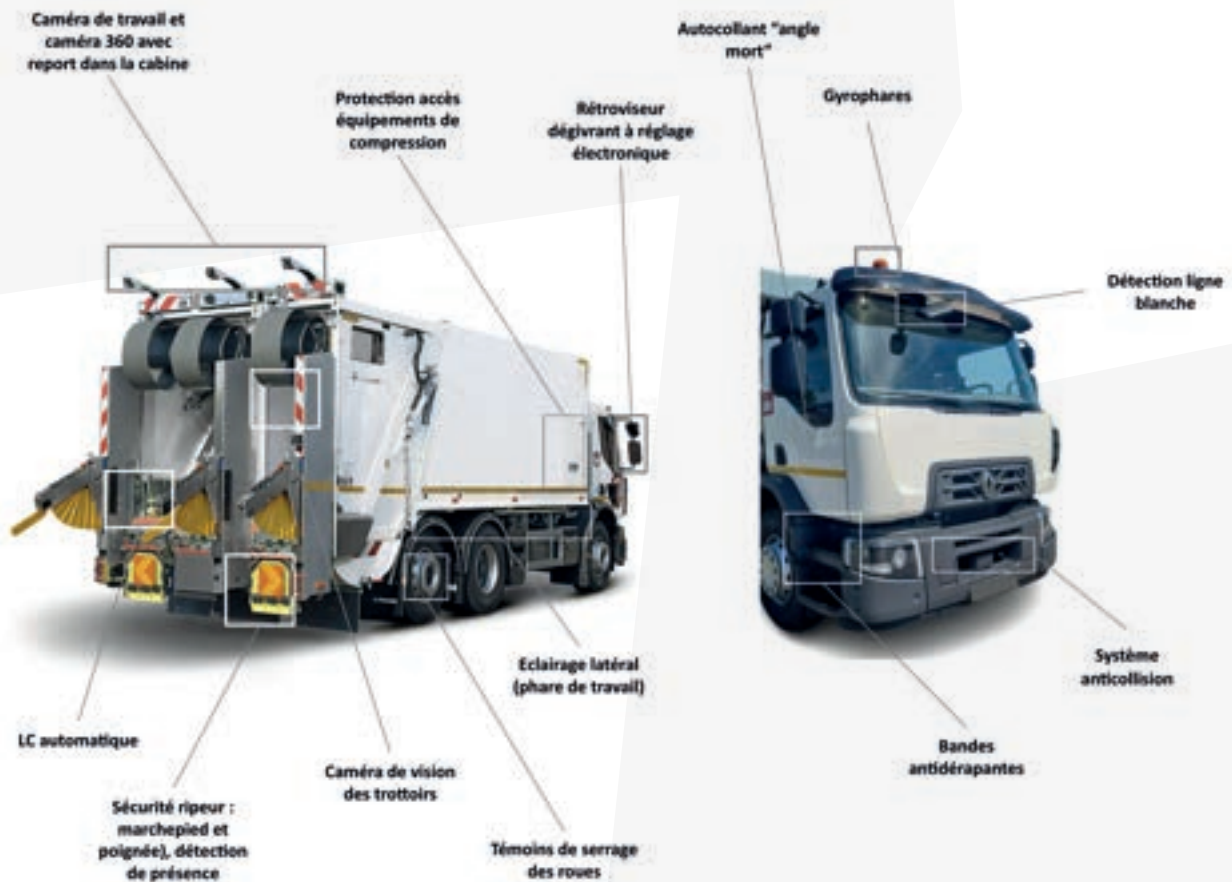 Caméra de travail et
caméra 360 avec
report dans la cabine
Protection accès
équipements de
compression
Rétroviseur
dégivrant à réglage
électronique
Autocollant "angle
mort"
Gyrophares
Détection ligne
blanche
LC automatique
Sécurité ripeur :
marchepied et
poignée), détection
de présence
Caméra de vision
des trottoirs
Témoins de serrage
des roues
Eclairage latéral
(phare de travail)
Bandes
antidérapantes
Système
anticollision